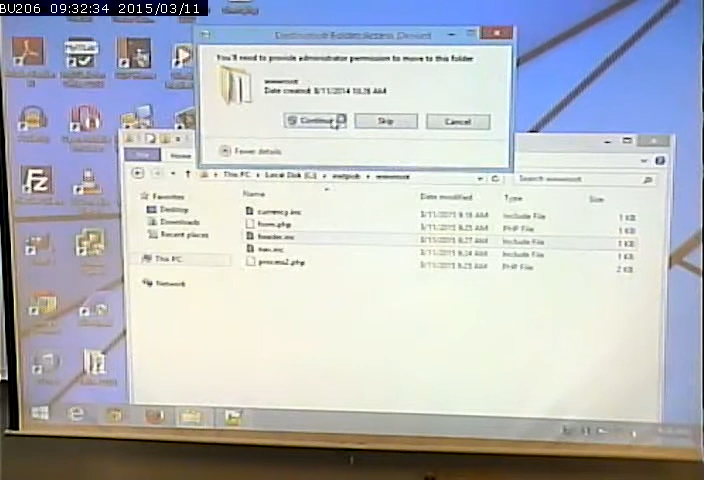 BU206 09:32:34 2015/03/11
Destination Folder Access Denied
You'll need to provide administrator permission to move to this folder
wwwroot
Date created: 8/11/2014 10:26 AM
Continue
Skip
Cancel
Fewer details
File
Home
This PC
Local Disk (C:)
inetpub
wwwroot
Search wwwroot
Favorites
Desktop
Downloads
Recent places
This PC
Network
Name
Date modified
Type
Size
currency.inc
3/11/2015 9:18 AM
Include File
1 KB
form.php
3/11/2015 9:25 AM
PHP File
1 KB
header.inc
3/11/2015 9:27 AM
Include File
1 KB
nav.inc
3/11/2015 9:24 AM
Include File
1 KB
process2.php
3/11/2015 9:25 AM
PHP File
2 KB